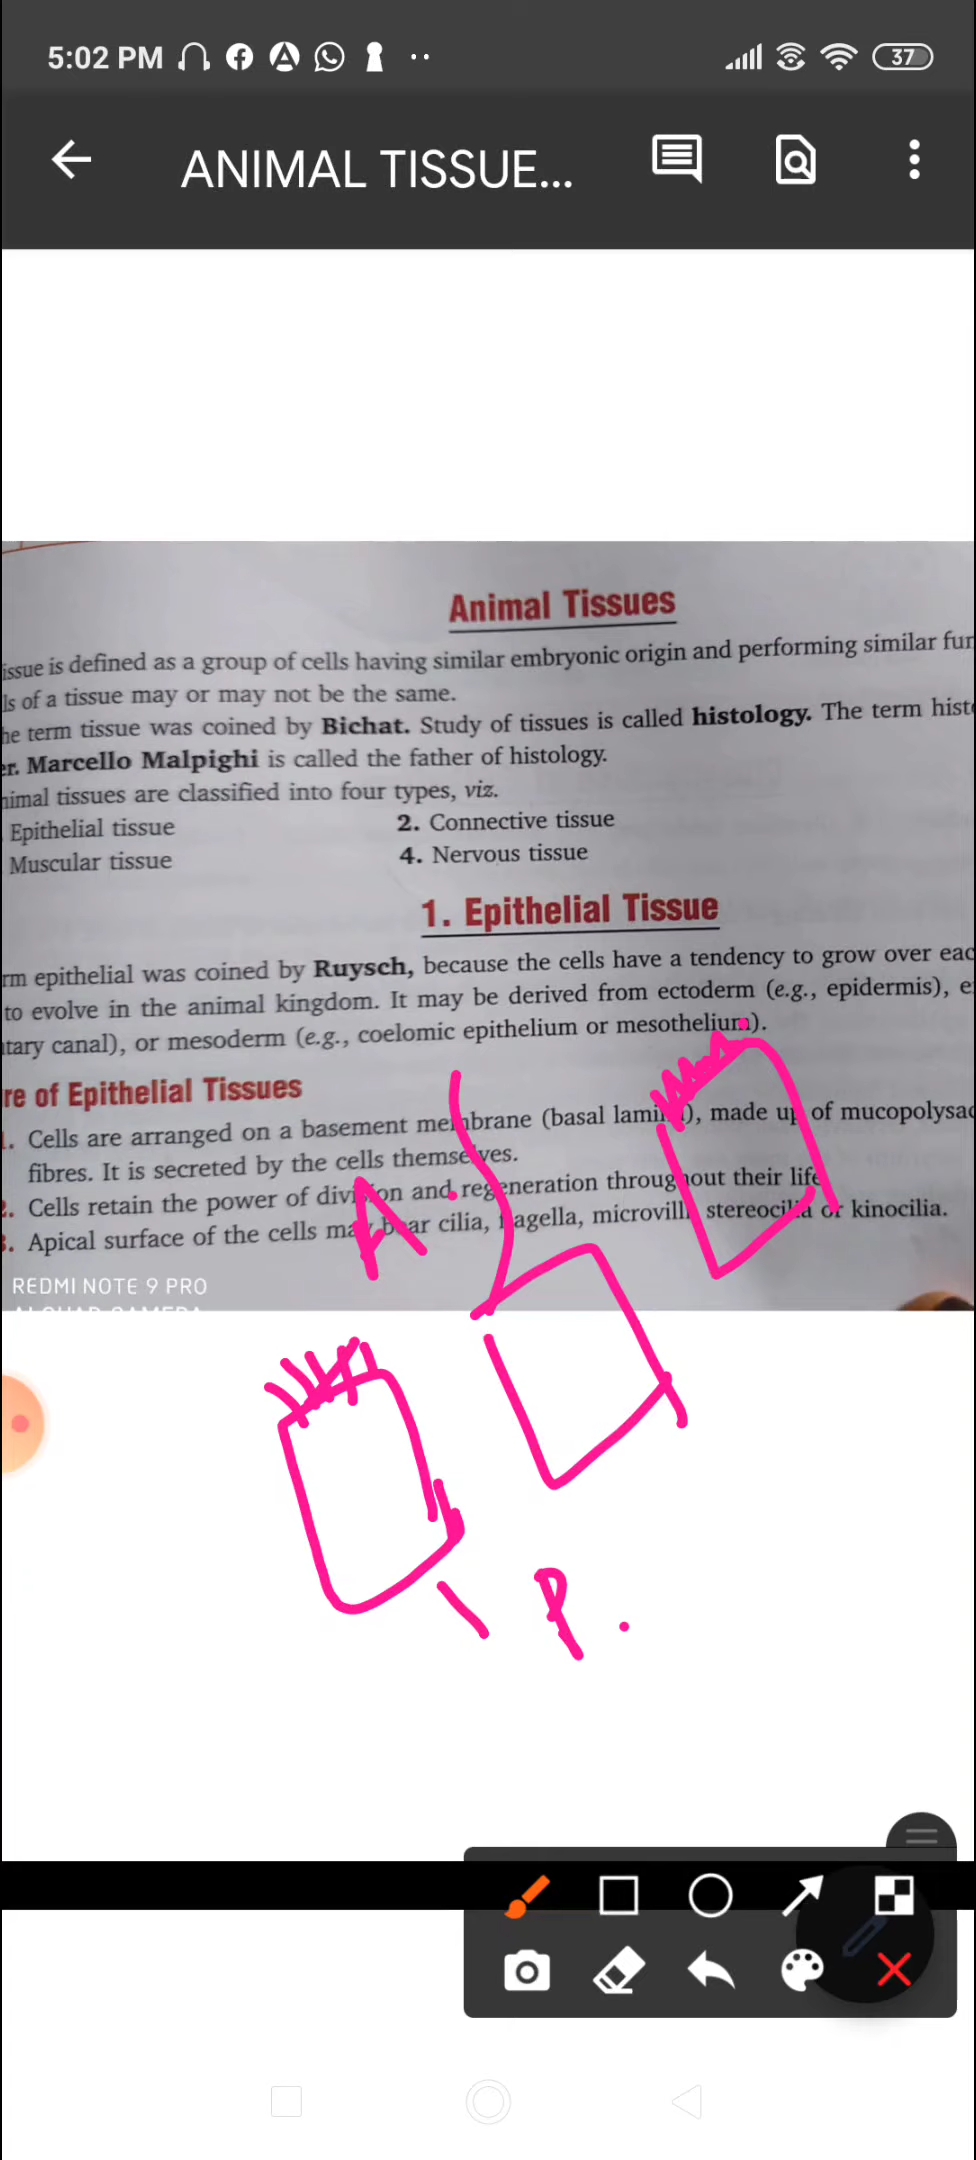 5:02 PM
37
ANIMAL TISSUE...
Animal Tissues
issue is defined as a group of cells having similar embryonic origin and performing similar fun
ls of a tissue may or may not be the same.
he term tissue was coined by Bichat. Study of tissues is called histology. The term hist
er. Marcello Malpighi is called the father of histology.
nimal tissues are classified into four types, viz.
Epithelial tissue 2. Connective tissue
Muscular tissue 4. Nervous tissue
1. Epithelial Tissue
rm epithelial was coined by Ruysch, because the cells have a tendency to grow over eac
to evolve in the animal kingdom. It may be derived from ectoderm (e.g., epidermis), e
tary canal), or mesoderm (e.g., coelomic epithelium or mesothelium).
re of Epithelial Tissues
1. Cells are arranged on a basement membrane (basal lamina), made up of mucopolysac
fibres. It is secreted by the cells themselves.
2. Cells retain the power of division and regeneration throughout their life
3. Apical surface of the cells may bear cilia, flagella, microvilli stereocilia or kinocilia.
A.
REDMI NOTE 9 PRO
P.